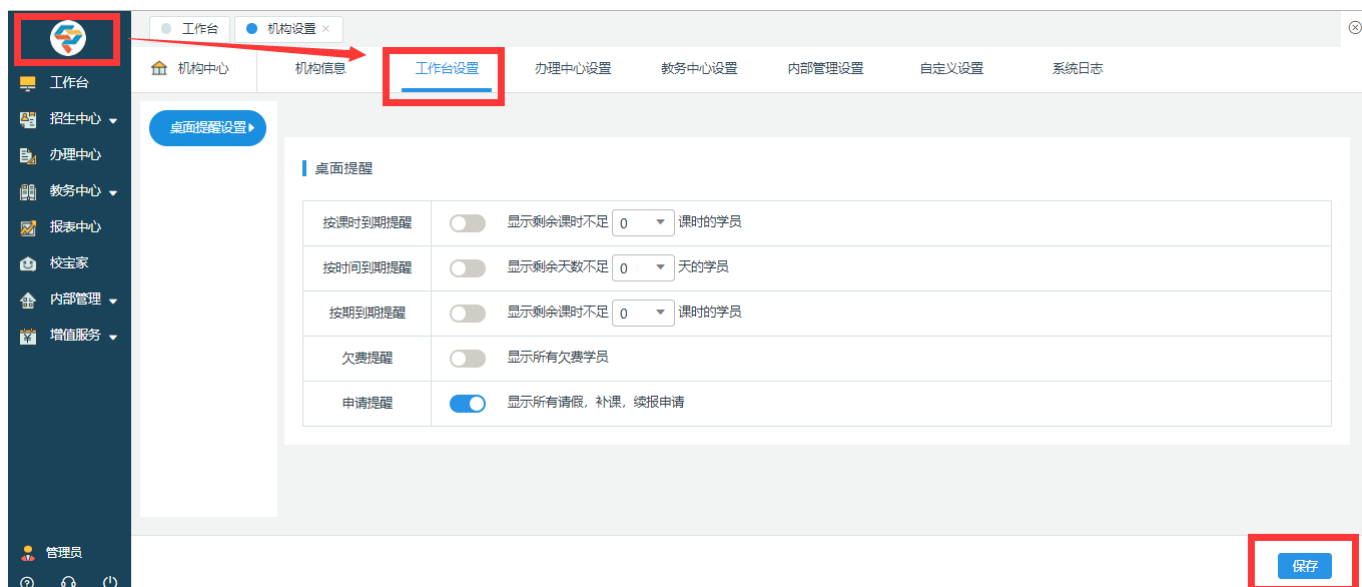 工作台
机构设置 ×
机构中心
机构信息
工作台设置
办理中心设置
教务中心设置
内部管理设置
自定义设置
系统日志
工作台
招生中心
办理中心
教务中心
报表中心
校宝家
内部管理
增值服务
管理员
桌面提醒设置
桌面提醒
按课时到期提醒 显示剩余课时不足 0 课时的学员
按时间到期提醒 显示剩余天数不足 0 天的学员
按期到期提醒 显示剩余课时不足 0 课时的学员
欠费提醒 显示所有欠费学员
申请提醒 显示所有请假, 补课, 续报申请
保存